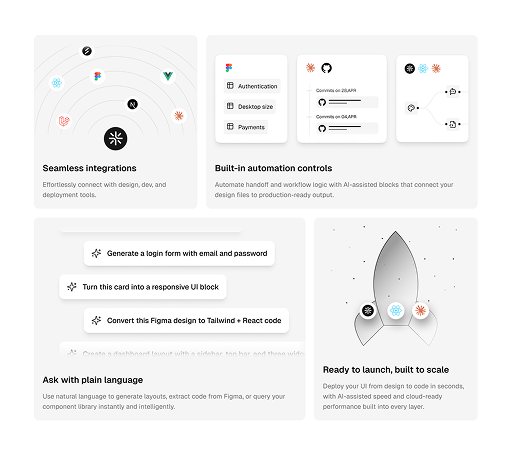 Authentication
Desktop size
Payments
Commits on 28,APR
Commits on 04,APR
Seamless integrations
Effortlessly connect with design, dev, and
deployment tools.
Built-in automation controls
Automate handoff and workflow logic with AI-assisted blocks that connect your
design files to production-ready output.
Generate a login form with email and password
Turn this card into a responsive UI block
Convert this Figma design to Tailwind + React code
Create a dashboard layout with a sidebar, top bar, and three wide
Ask with plain language
Use natural language to generate layouts, extract code from Figma, or query your
component library instantly and intelligently.
Ready to launch, built to scale
Deploy your UI from design to code in seconds,
with AI-assisted speed and cloud-ready
performance built into every layer.